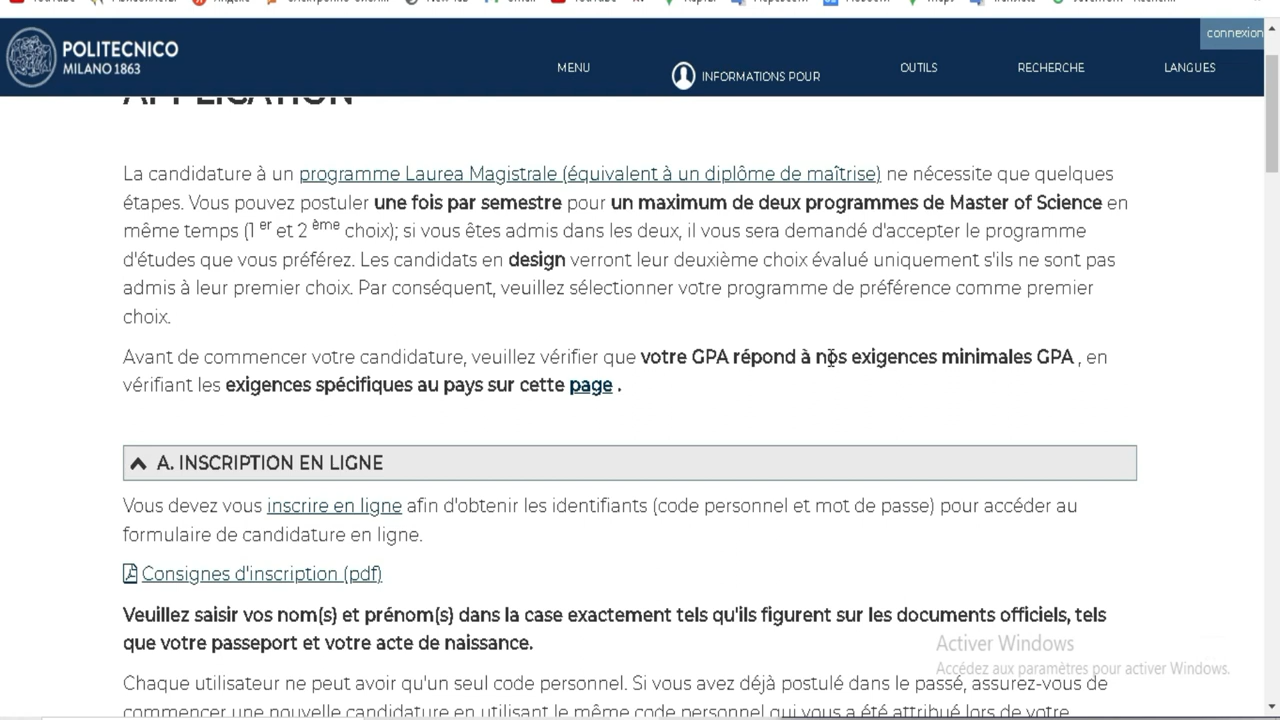 connexion
POLITECNICO
MILANO 1863
MENU
INFORMATIONS POUR
OUTILS
RECHERCHE
LANGUES
APPLICATION
La candidature à un programme Laurea Magistrale (équivalent à un diplôme de maîtrise) ne nécessite que quelques
étapes. Vous pouvez postuler une fois par semestre pour un maximum de deux programmes de Master of Science en
même temps (1 er et 2 ème choix); si vous êtes admis dans les deux, il vous sera demandé d'accepter le programme
d'études que vous préférez. Les candidats en design verront leur deuxième choix évalué uniquement s'ils ne sont pas
admis à leur premier choix. Par conséquent, veuillez sélectionner votre programme de préférence comme premier
choix.
Avant de commencer votre candidature, veuillez vérifier que votre GPA répond à nos exigences minimales GPA , en
vérifiant les exigences spécifiques au pays sur cette page .
A. INSCRIPTION EN LIGNE
Vous devez vous inscrire en ligne afin d'obtenir les identifiants (code personnel et mot de passe) pour accéder au
formulaire de candidature en ligne.
Consignes d'inscription (pdf)
Veuillez saisir vos nom(s) et prénom(s) dans la case exactement tels qu'ils figurent sur les documents officiels, tels
que votre passeport et votre acte de naissance.
Activer Windows
Accédez aux paramètres pour activer Windows.
Chaque utilisateur ne peut avoir qu'un seul code personnel. Si vous avez déjà postulé dans le passé, assurez-vous de
commencer une nouvelle candidature en utilisant le même code personnel qui vous a été attribué lors de votre